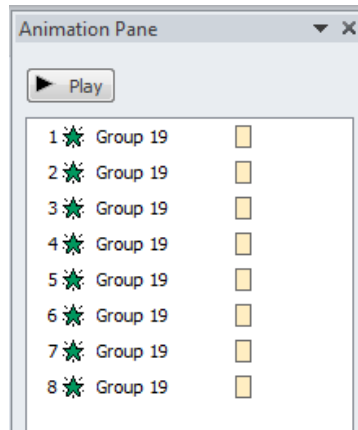 Animation Pane
Play
1 Group 19
2 Group 19
3 Group 19
4 Group 19
5 Group 19
6 Group 19
7 Group 19
8 Group 19